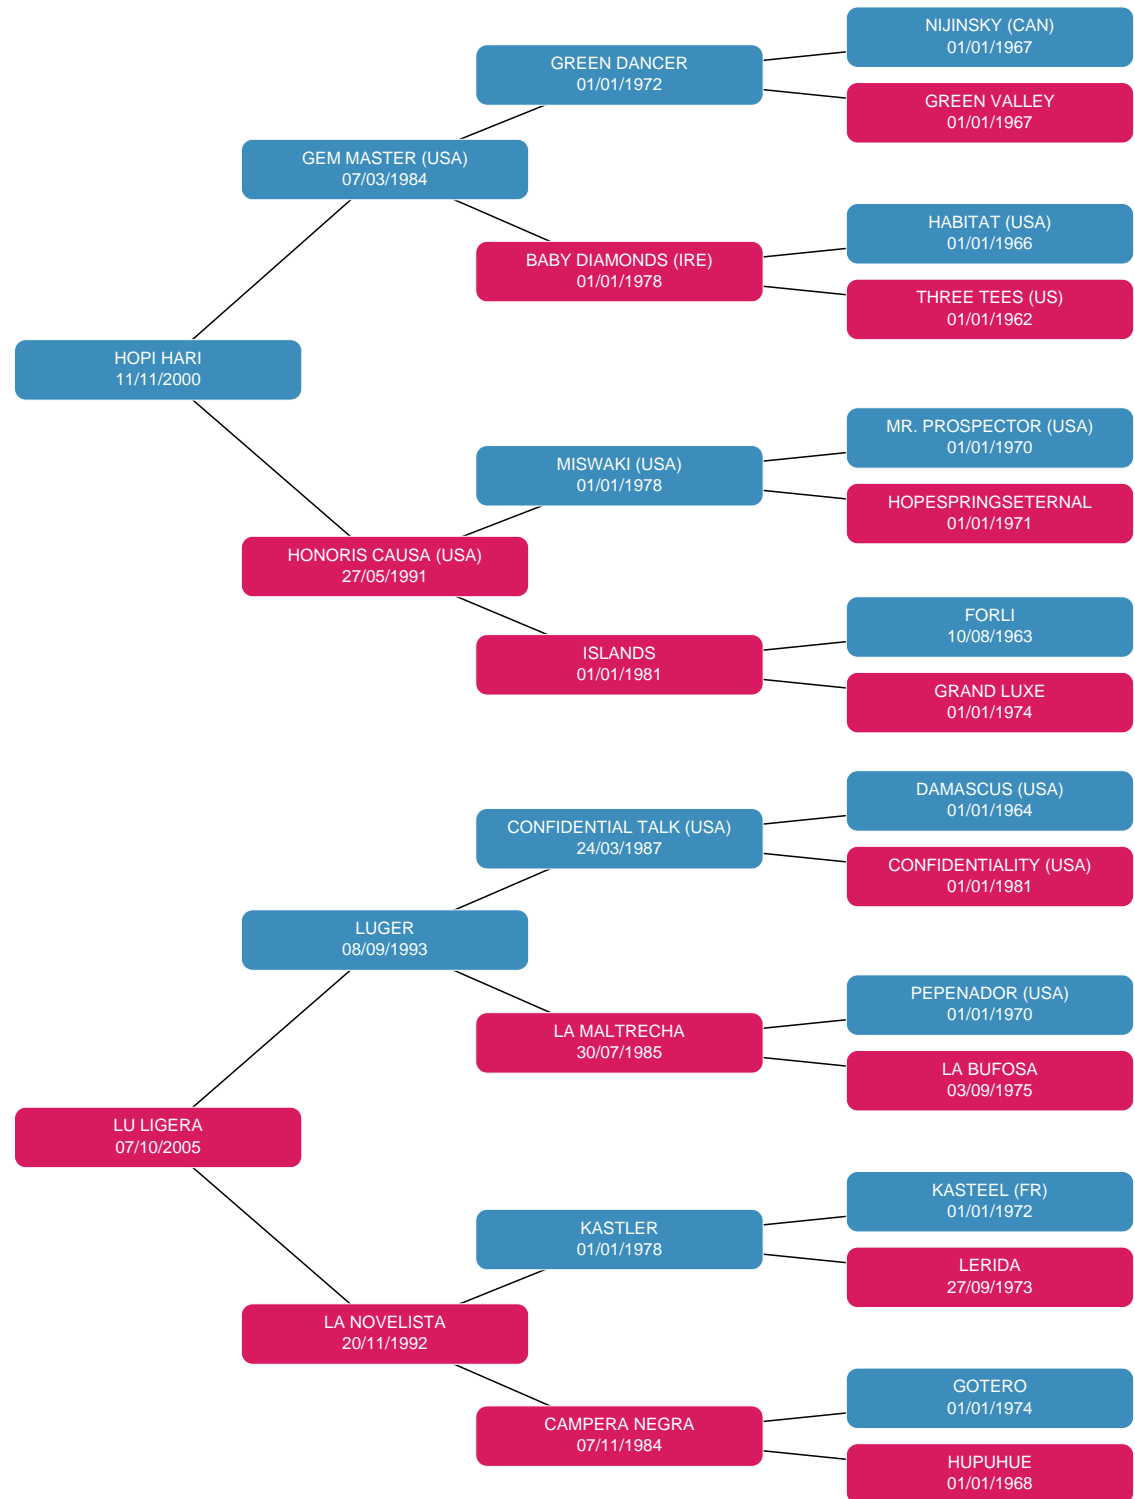 NIJINSKY (CAN)
01/01/1967
GREEN DANCER
01/01/1972
GREEN VALLEY
01/01/1967
GEM MASTER (USA)
07/03/1984
HABITAT (USA)
01/01/1966
BABY DIAMONDS (IRE)
01/01/1978
THREE TEES (US)
01/01/1962
HOPI HARI
11/11/2000
MR. PROSPECTOR (USA)
01/01/1970
MISWAKI (USA)
01/01/1978
HOPESPRINGSETERNAL
01/01/1971
HONORIS CAUSA (USA)
27/05/1991
FORLI
10/08/1963
ISLANDS
01/01/1981
GRAND LUXE
01/01/1974
DAMASCUS (USA)
01/01/1964
CONFIDENTIAL TALK (USA)
24/03/1987
CONFIDENTIALITY (USA)
01/01/1981
LUGER
08/09/1993
PEPENADOR (USA)
01/01/1970
LA MALTRECHA
30/07/1985
LA BUFOSA
03/09/1975
LU LIGERA
07/10/2005
KASTEEL (FR)
01/01/1972
KASTLER
01/01/1978
LERIDA
27/09/1973
LA NOVELISTA
20/11/1992
GOTERO
01/01/1974
CAMPERA NEGRA
07/11/1984
HUPUHUE
01/01/1968